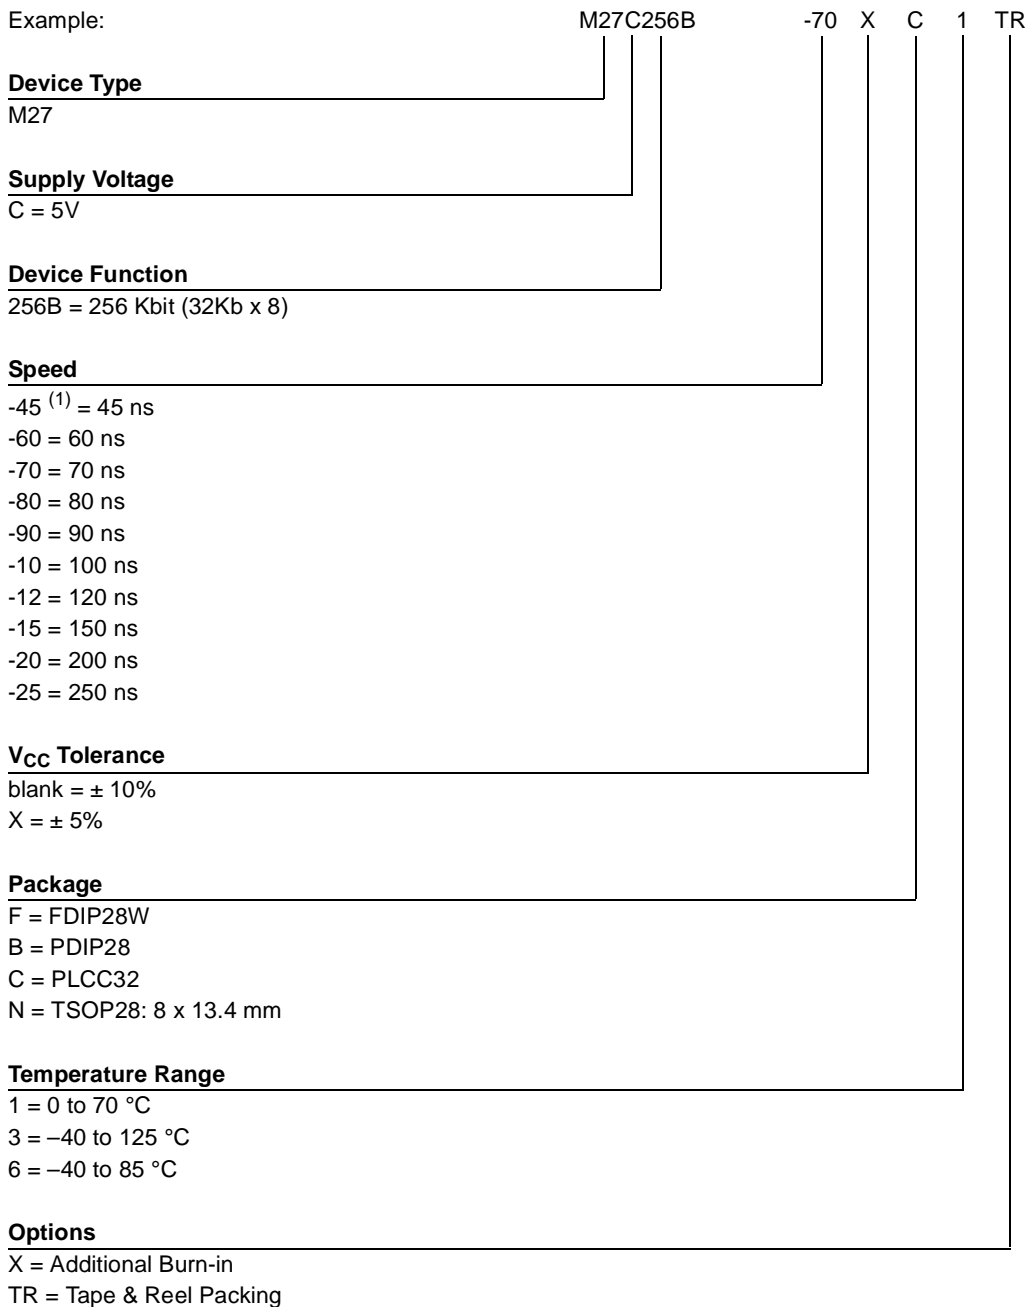 Example: M27C256B -70 X C 1 TR
Device Type
M27
Supply Voltage
C = 5V
Device Function
256B = 256 Kbit (32Kb x 8)
Speed
-45 (1) = 45 ns
-60 = 60 ns
-70 = 70 ns
-80 = 80 ns
-90 = 90 ns
-10 = 100 ns
-12 = 120 ns
-15 = 150 ns
-20 = 200 ns
-25 = 250 ns
VCC Tolerance
blank = ± 10%
X = ± 5%
Package
F = FDIP28W
B = PDIP28
C = PLCC32
N = TSOP28: 8 x 13.4 mm
Temperature Range
1 = 0 to 70 °C
3 = –40 to 125 °C
6 = –40 to 85 °C
Options
X = Additional Burn-in
TR = Tape & Reel Packing